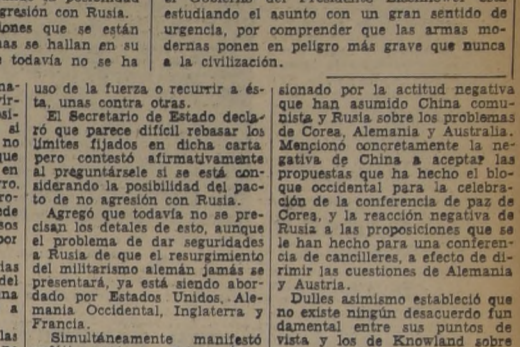 gresión con Rusia.
iones que se están
as se hallan en su
e todavía no se ha
estudiando el asunto con un gran sentido de
urgencia, por comprender que las armas mo-
dernas ponen en peligro más grave que nunca
a la civilización.
uso de la fuerza o recurrir a és-
ta, unas contra otras.
El Secretario de Estado decla-
ró que parece difícil rebasar los
límites fijados en dicha carta
pero contestó afirmativamente
al preguntársele si se está con-
siderando la posibilidad del pac-
to de no agresión con Rusia.
Agregó que todavía no se pre-
cisan los detales de esto, aunque
el problema de dar seguridades
a Rusia de que el resurgimiento
del militarismo alemán jamás se
presentará, ya está siendo abor-
dado por Estados Unidos, Ale-
mania Occidental, Inglaterra y
Francia.
Simultáneamente manifestó
sionado por la actitud negativa
que han asumido China comu-
nista y Rusia sobre los problemas
de Corea, Alemania y Australia.
Mencionó concretamente la ne-
gativa de China a aceptar las
propuestas que ha hecho el blo-
que occidental para la celebra-
ción de la conferencia de paz de
Corea, y la reacción negativa de
Rusia a las proposiciones que se
le han hecho para una conferen-
cia de cancilleres, a efecto de di-
rimir las cuestiones de Alemania
y Austria.
Dulles asimismo estableció que
no existe ningún desacuerdo fun
damental entre sus puntos de
vista y los de Knowland sobre